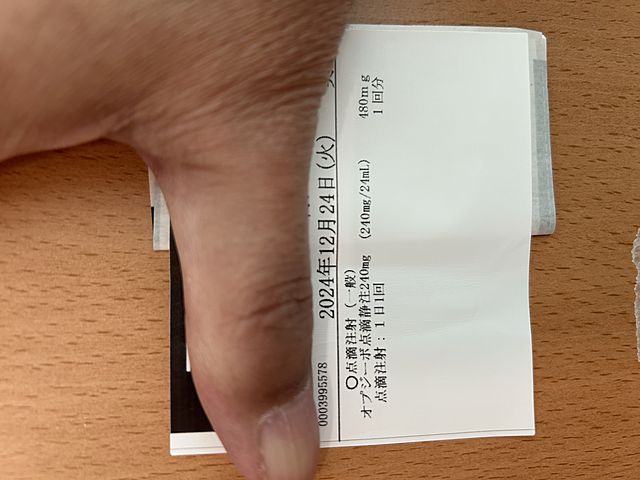 0003995578
2024年12月24日(火)
〇点滴注射(一般)
オプジーボ点滴静注240mg (240mg/24mL) 480mg
点滴注射:1日1回 1回分